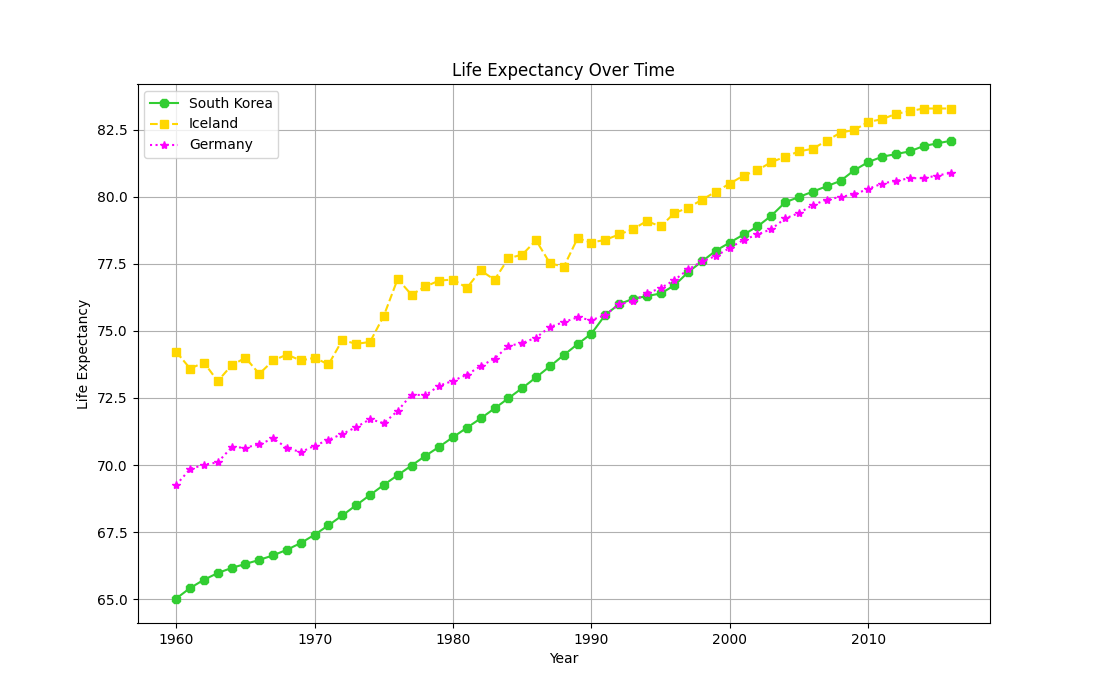 Life Expectancy Over Time
South Korea
Iceland
Germany
Life Expectancy
82.5
80.0
77.5
75.0
72.5
70.0
67.5
65.0
1960 1970 1980 1990 2000 2010
Year